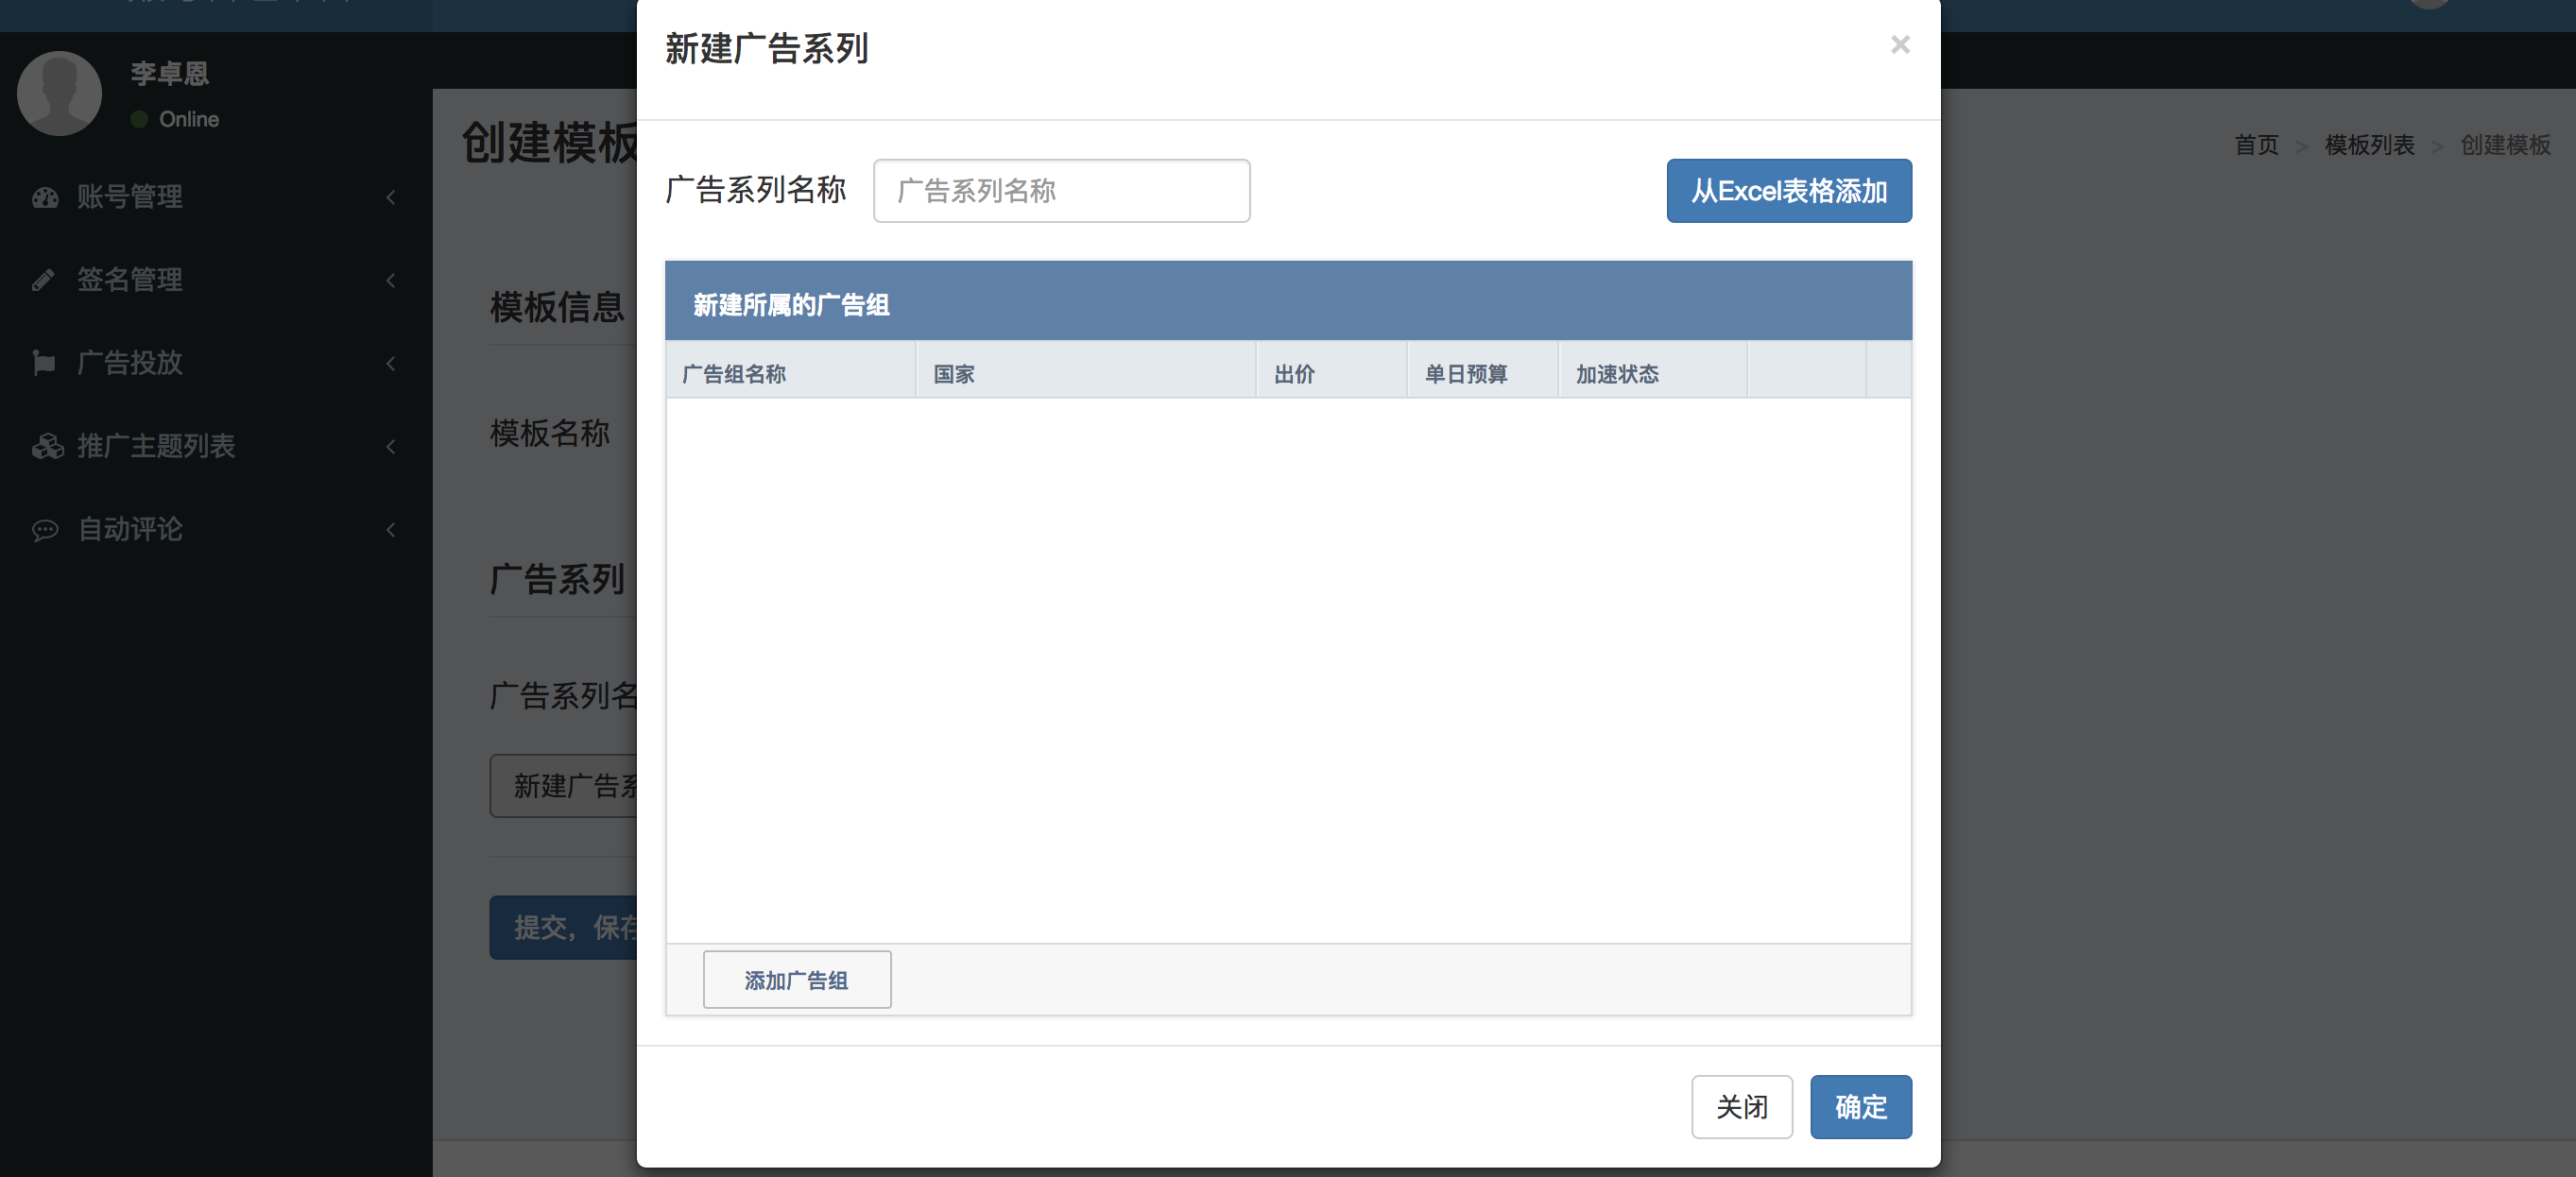 李卓恩
Online
账号管理
签名管理
广告投放
推广主题列表
自动评论
创建模板
首页 > 模板列表 > 创建模板
模板信息
模板名称
广告系列
广告系列名
新建广告系
提交，保存
新建广告系列
×
广告系列名称
广告系列名称
从Excel表格添加
新建所属的广告组
广告组名称 国家 出价 单日预算 加速状态
添加广告组
关闭
确定